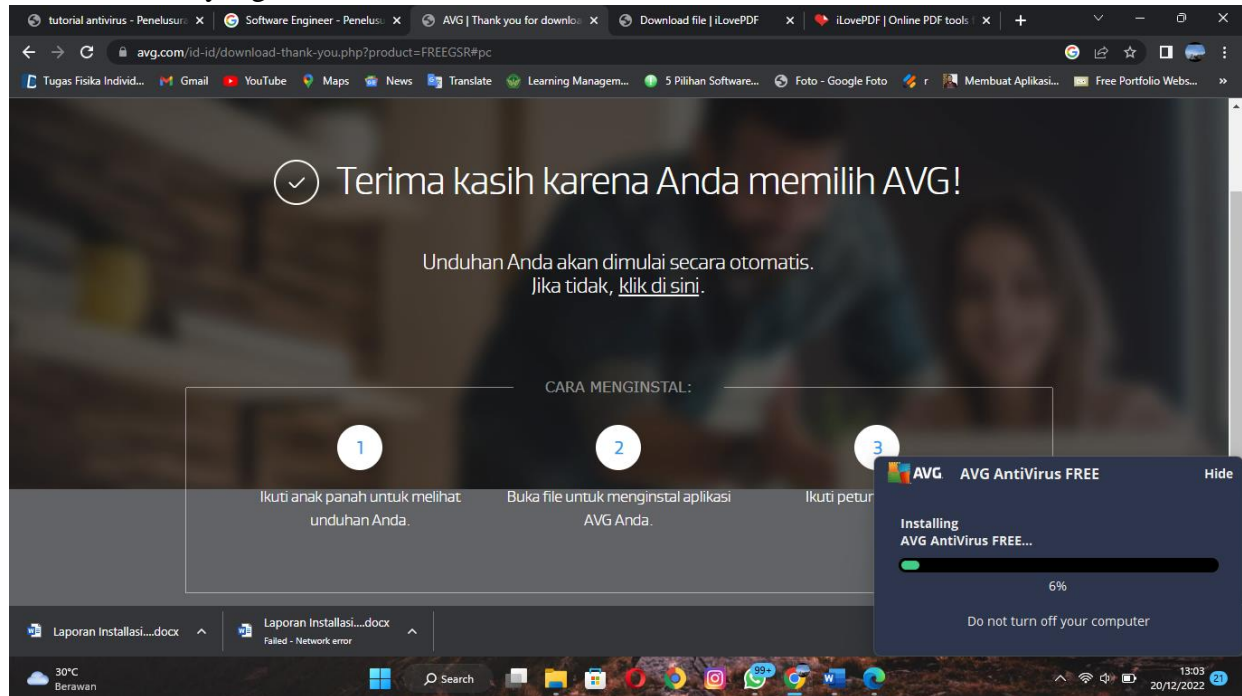 tutorial antivirus - Penelusura
Software Engineer - Penelusu
AVG | Thank you for downloa
Download file | iLovePDF
iLovePDF | Online PDF tools f
avg.com/id-id/download-thank-you.php?product=FREEGSR#pc
Tugas Fisika Individ...
Gmail
YouTube
Maps
News
Translate
Learning Managem...
5 Pilihan Software...
Foto - Google Foto
r
Membuat Aplikasi...
Free Portfolio Webs...
»
Terima kasih karena Anda memilih AVG!
Unduhan Anda akan dimulai secara otomatis.
Jika tidak, klik di sini.
CARA MENGINSTAL:
1
2
3
Ikuti anak panah untuk melihat
unduhan Anda.
Buka file untuk menginstal aplikasi
AVG Anda.
Ikuti petur
AVG AVG AntiVirus FREE Hide
Installing
AVG AntiVirus FREE...
6%
Do not turn off your computer
Laporan Installasi....docx
Laporan Installasi....docx
Failed - Network error
30°C
Berawan
Search
99+
13:03
20/12/2022
21